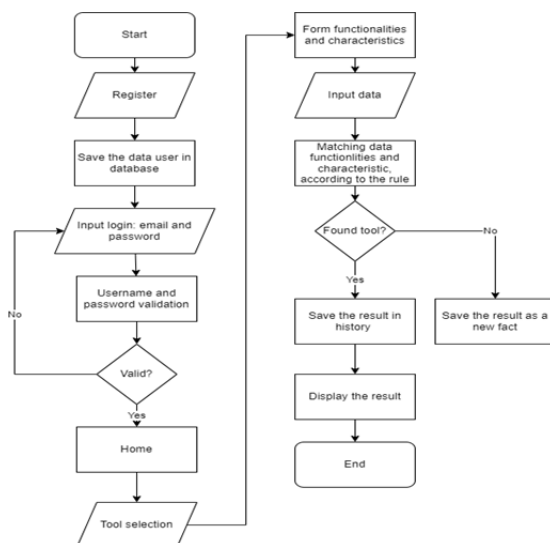 Start
Register
Save the data user in
database
Input login: email and
password
Username and
password validation
No
Valid?
Yes
Home
Tool selection
Form functionalities
and characteristics
Input data
Matching data
functionlities and
characteristic,
according to the rule
Found tool?
No
Yes
Save the result in
history
Save the result as a
new fact
Display the result
End